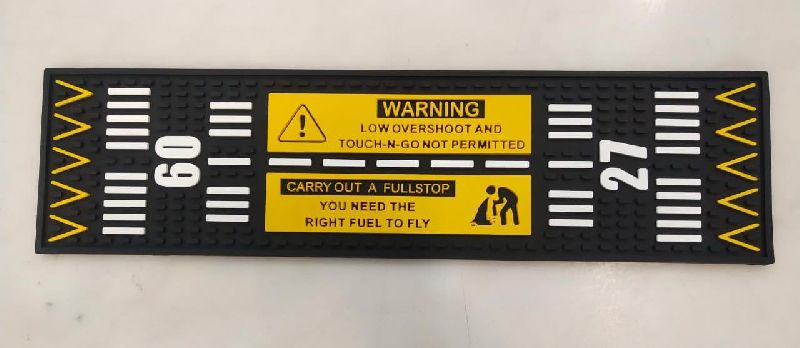 09
WARNING
LOW OVERSHOOT AND
TOUCH-N-GO NOT PERMITTED
CARRY OUT A FULLSTOP
YOU NEED THE
RIGHT FUEL TO FLY
27